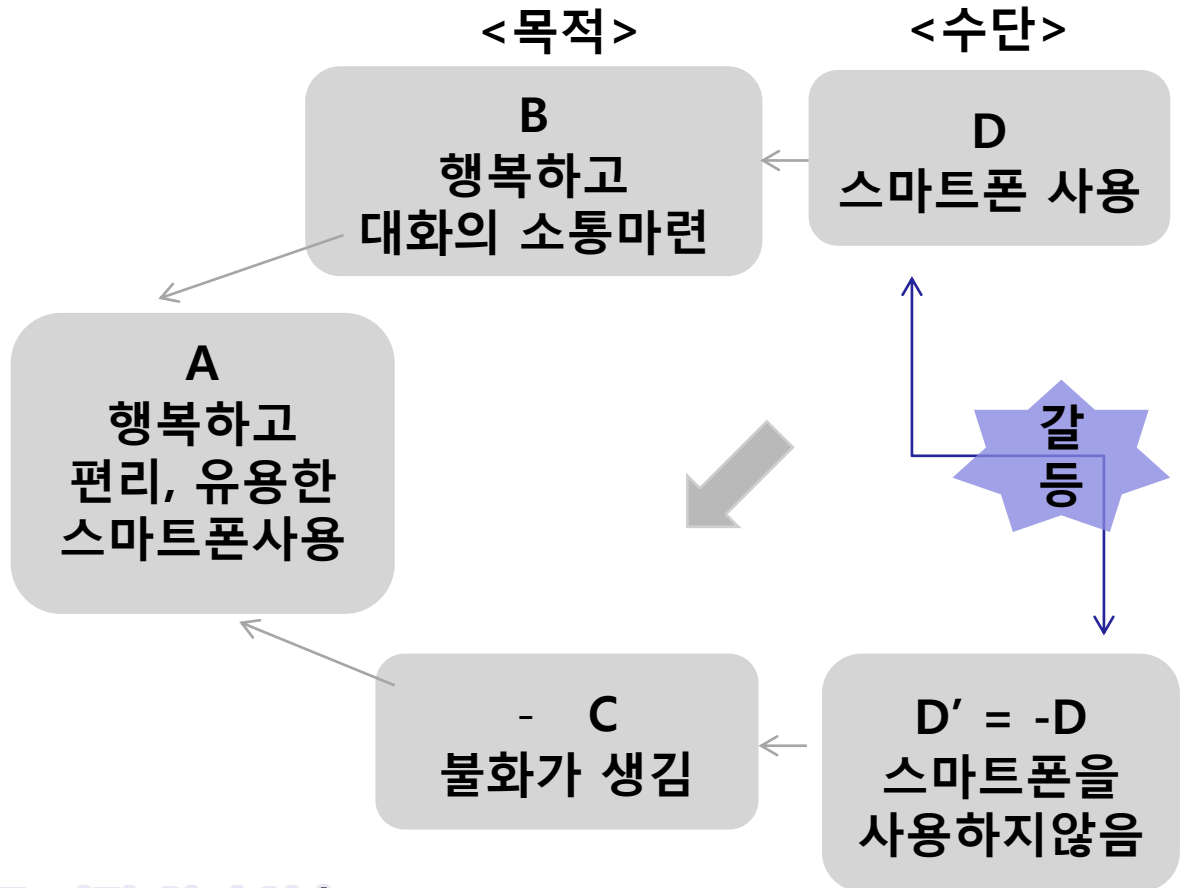 <목적>
<수단>
B
행복하고
대화의 소통마련
D
스마트폰 사용
A
행복하고
편리, 유용한
스마트폰사용
갈
등
- C
불화가 생김
D’ = -D
스마트폰을
사용하지않음